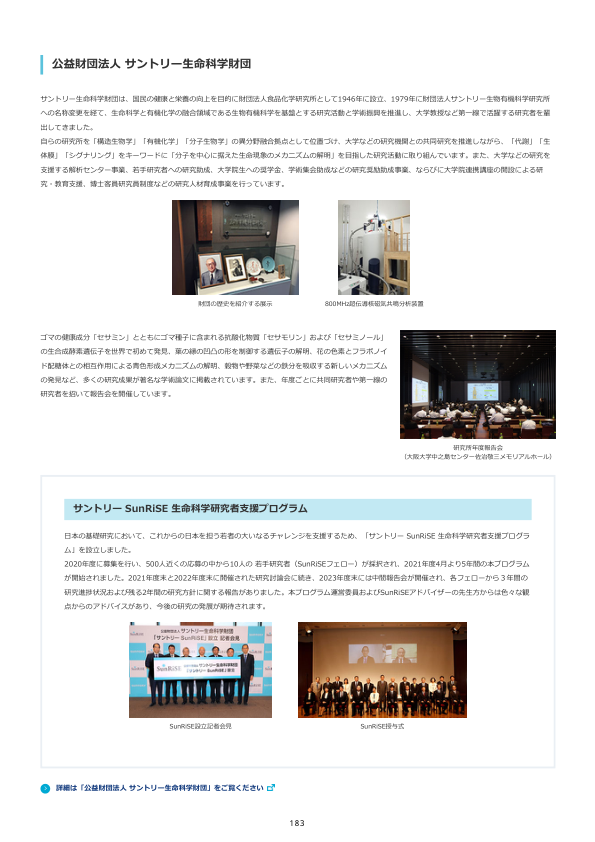 公益財団法人 サントリー生命科学財団
サントリー生命科学財団は、国民の健康と栄養の向上を目的に財団法人食品化学研究所として1946年に設立、1979年に財団法人サントリー生物有機科学研究所
への名称変更を経て、生命科学と有機化学の融合領域である生物有機科学を基盤とする研究活動と学術振興を推進し、大学教授など第一線で活躍する研究者を輩
出してきました。
自らの研究所を「構造生物学」「有機化学」「分子生物学」の異分野融合拠点として位置づけ、大学などの研究機関との共同研究を推進しながら、「代謝」「生
体膜」「シグナリング」をキーワードに「分子を中心に据えた生命現象のメカニズムの解明」を目指した研究活動に取り組んでいます。また、大学などの研究を
支援する解析センター事業、若手研究者への研究助成、大学院生への奨学金、学術集会助成などの研究奨励助成事業、ならびに大学院連携講座の開設による研
究・教育支援、博士客員研究員制度などの研究人材育成事業を行っています。
財団の歴史を紹介する展示
800MHz超伝導核磁気共鳴分析装置
ゴマの健康成分「セサミン」とともにゴマ種子に含まれる抗酸化物質「セサモリン」および「セサミノール」
の生合成酵素遺伝子を世界で初めて発見、葉の縁の凹凸の形を制御する遺伝子の解明、花の色素とフラボノイ
ド配糖体との相互作用による青色形成メカニズムの解明、穀物や野菜などの鉄分を吸収する新しいメカニズム
の発見など、多くの研究成果が著名な学術論文に掲載されています。また、年度ごとに共同研究者や第一線の
研究者を招いて報告会を開催しています。
研究所年度報告会
（大阪大学中之島センター佐治敬三メモリアルホール）
サントリー SunRiSE 生命科学研究者支援プログラム
日本の基礎研究において、これからの日本を担う若者の大いなるチャレンジを支援するため、「サントリー SunRiSE 生命科学研究者支援プログラ
ム」を設立しました。
2020年度に募集を行い、500人近くの応募の中から10人の 若手研究者（SunRiSEフェロー）が採択され、2021年度4月より5年間の本プログラム
が開始されました。2021年度末と2022年度末に開催された研究討論会に続き、2023年度末には中間報告会が開催され、各フェローから３年間の
研究進捗状況および残る2年間の研究方針に関する報告がありました。本プログラム運営委員およびSunRiSEアドバイザーの先生方からは色々な観
点からのアドバイスがあり、今後の研究の発展が期待されます。
公益財団法人 サントリー生命科学財団
「サントリー SunRiSE」設立 記者会見
SunRiSE
SunRiSE設立記者会見
SunRiSE授与式
詳細は「公益財団法人 サントリー生命科学財団」をご覧ください
183